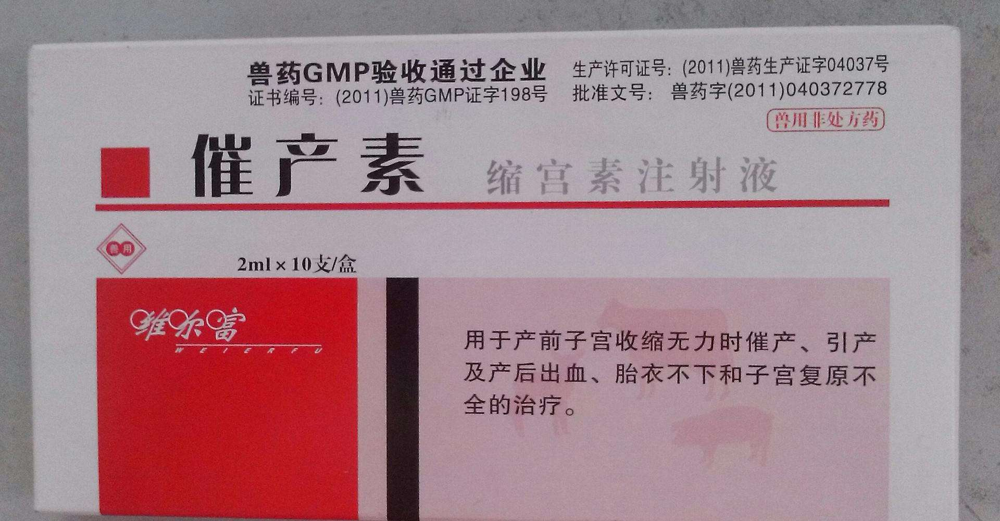 兽药GMP验收通过企业
证书编号：(2011)兽药GMP证字198号
生产许可证号：(2011)兽药生产证字04037号
批准文号： 兽药字(2011)040372778
兽用非处方药
催产素 缩宫素注射液
兽用
2ml×10支/盒
维尔富
WEIERFU
用于产前子宫收缩无力时催产、引产
及产后出血、胎衣不下和子宫复原不
全的治疗。